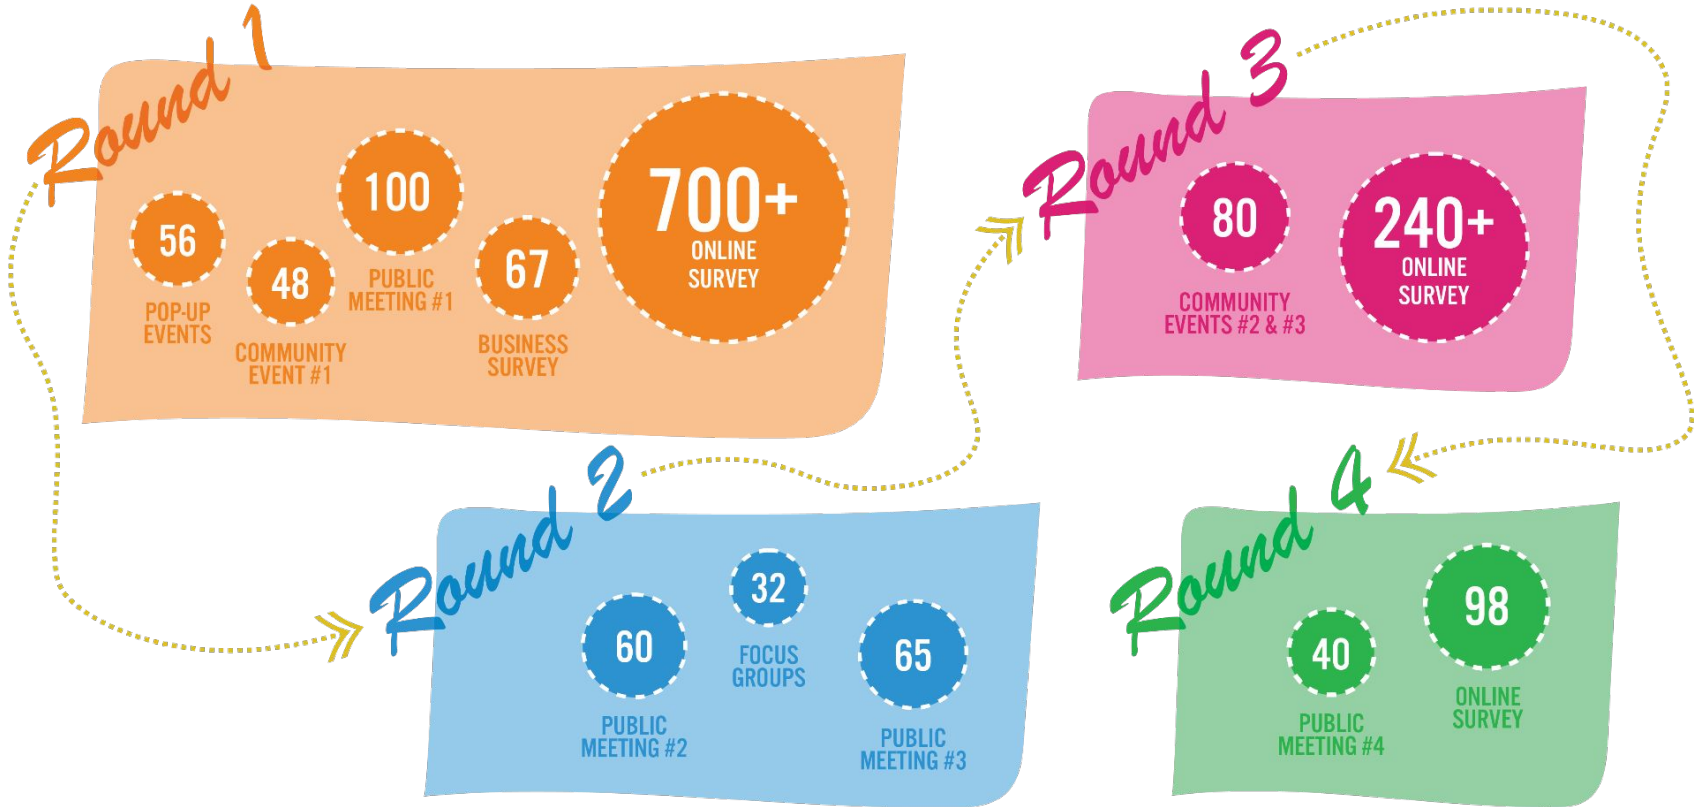 Round 1
56
POP-UP
EVENTS
48
COMMUNITY
EVENT #1
100
PUBLIC
MEETING #1
67
BUSINESS
SURVEY
700+
ONLINE
SURVEY
Round 2
60
PUBLIC
MEETING #2
32
FOCUS
GROUPS
65
PUBLIC
MEETING #3
Round 3
80
COMMUNITY
EVENTS #2 & #3
240+
ONLINE
SURVEY
Round 4
40
PUBLIC
MEETING #4
98
ONLINE
SURVEY